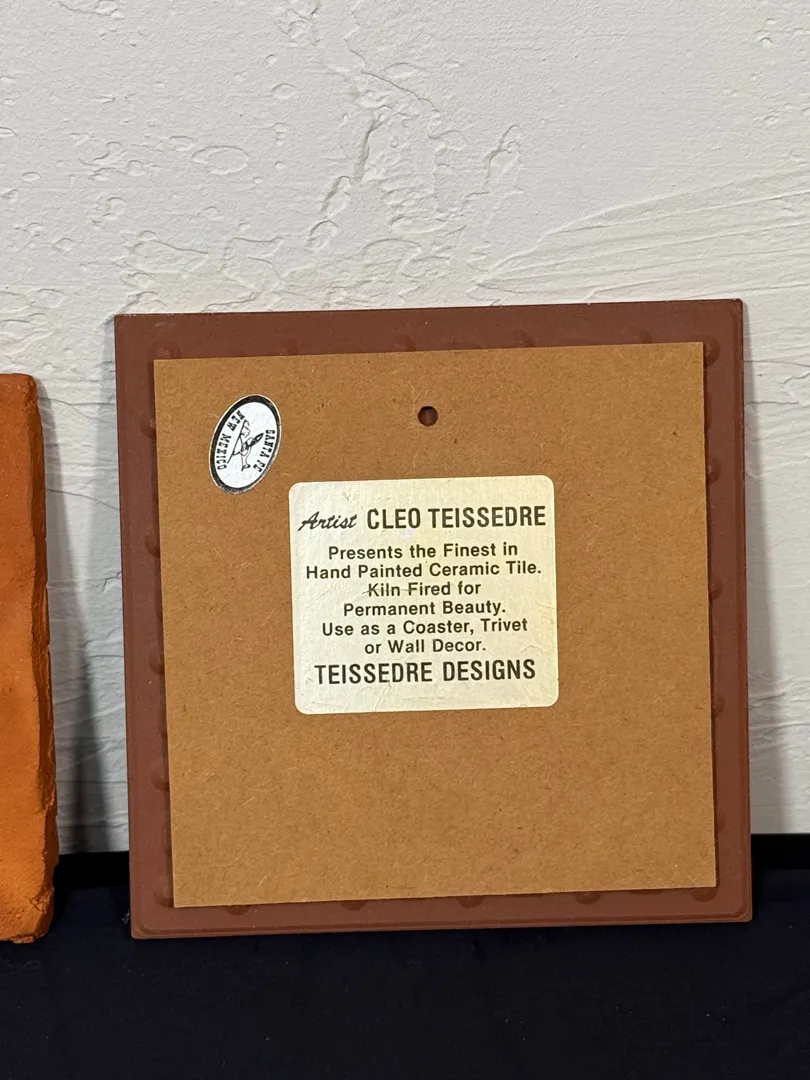 SANTA FE
NEW MEXICO
Artist CLEO TEISSEDRE
Presents the Finest in
Hand Painted Ceramic Tile.
Kiln Fired for
Permanent Beauty.
Use as a Coaster, Trivet
or Wall Decor.
TEISSEDRE DESIGNS